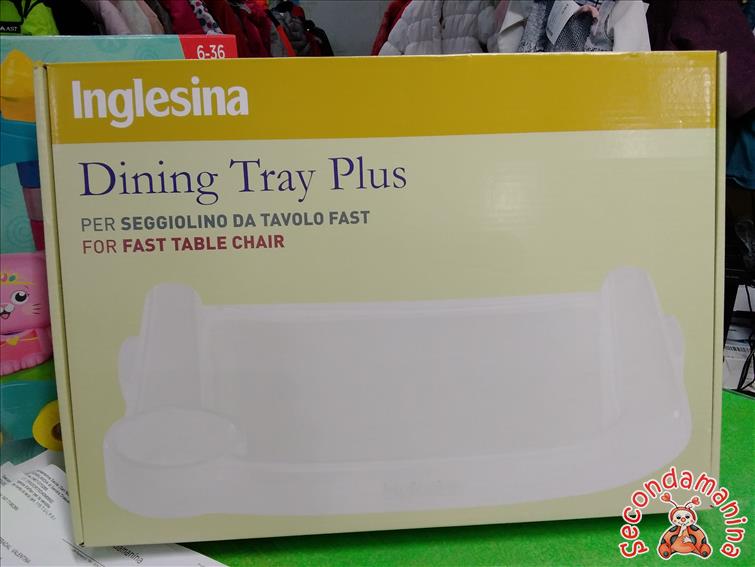 6-36
Inglesina
Dining Tray Plus
PER SEGGIOLINO DA TAVOLO FAST
FOR FAST TABLE CHAIR
secondamanina